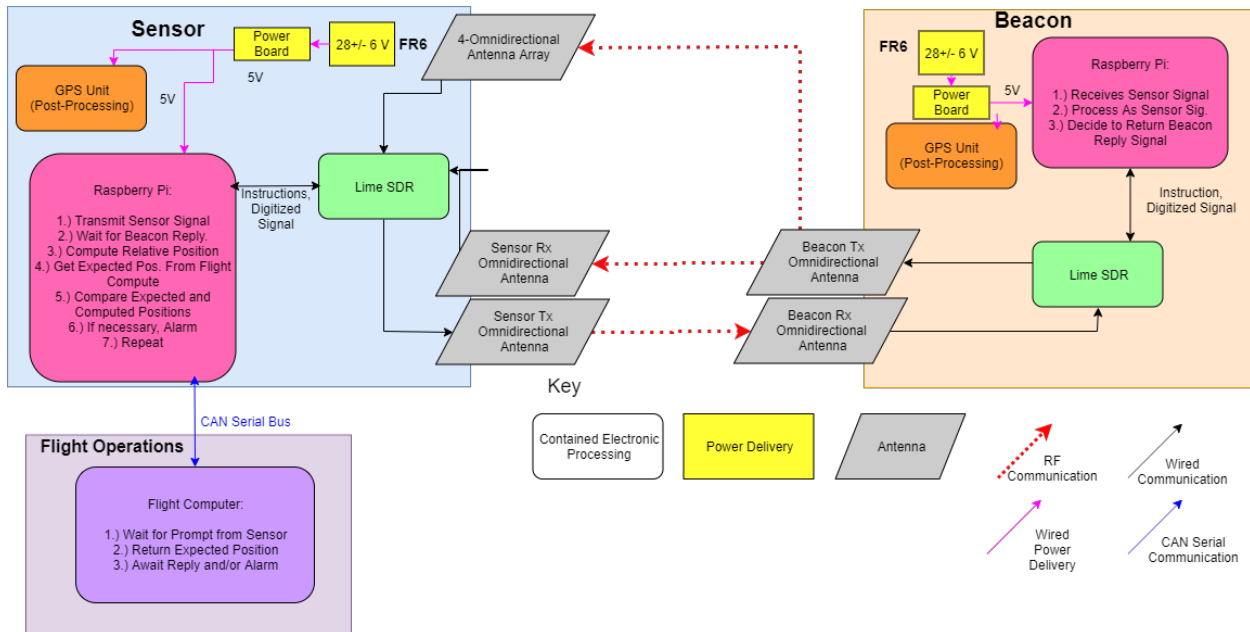 Sensor
Power
Board
28+/- 6 V
FR6
4-Omnidirectional
Antenna Array
5V
5V
GPS Unit
(Post-Processing)
Raspberry Pi:
1.) Transmit Sensor Signal
2.) Wait for Beacon Reply.
3.) Compute Relative Position
4.) Get Expected Pos. From Flight
Compute
5.) Compare Expected and
Computed Positions
6.) If necessary, Alarm
7.) Repeat
Instructions,
Digitized
Signal
Lime SDR
Sensor Rx
Omnidirectional
Antenna
Sensor Tx
Omnidirectional
Antenna
Beacon
FR6
28+/- 6 V
Power
Board
5V
GPS Unit
(Post-Processing)
Raspberry Pi:
1.) Receives Sensor Signal
2.) Process As Sensor Sig.
3.) Decide to Return Beacon
Reply Signal
Instruction,
Digitized Signal
Lime SDR
Beacon Tx
Omnidirectional
Antenna
Beacon Rx
Omnidirectional
Antenna
CAN Serial Bus
Flight Operations
Flight Computer:
1.) Wait for Prompt from Sensor
2.) Return Expected Position
3.) Await Reply and/or Alarm
Key
Contained Electronic
Processing
Power Delivery
Antenna
RF
Communication
Wired
Communication
Wired
Power
Delivery
CAN Serial
Communication